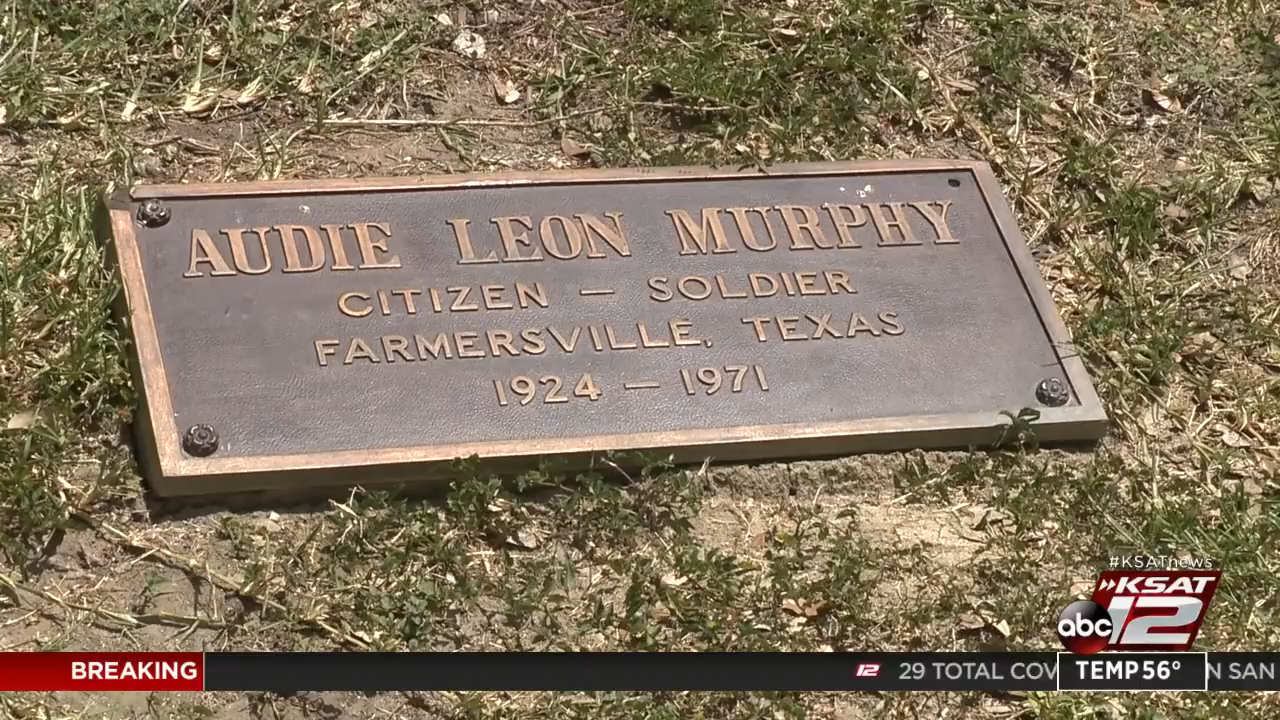 AUDIE LEON MURPHY
CITIZEN — SOLDIER
FARMERSVILLE, TEXAS
1924 — 1971
#KSATnews
KSAT
abc 12
BREAKING
12 29 TOTAL COV
TEMP 56°
N SAN